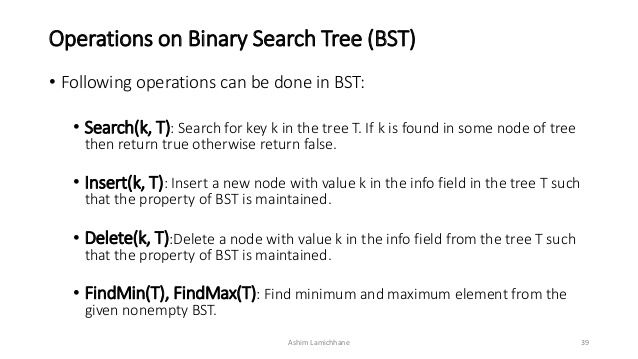 Operations on Binary Search Tree (BST)
• Following operations can be done in BST:
• Search(k, T): Search for key k in the tree T. If k is found in some node of tree
then return true otherwise return false.
• Insert(k, T): Insert a new node with value k in the info field in the tree T such
that the property of BST is maintained.
• Delete(k, T):Delete a node with value k in the info field from the tree T such
that the property of BST is maintained.
• FindMin(T), FindMax(T): Find minimum and maximum element from the
given nonempty BST.
Ashim Lamichhane 39